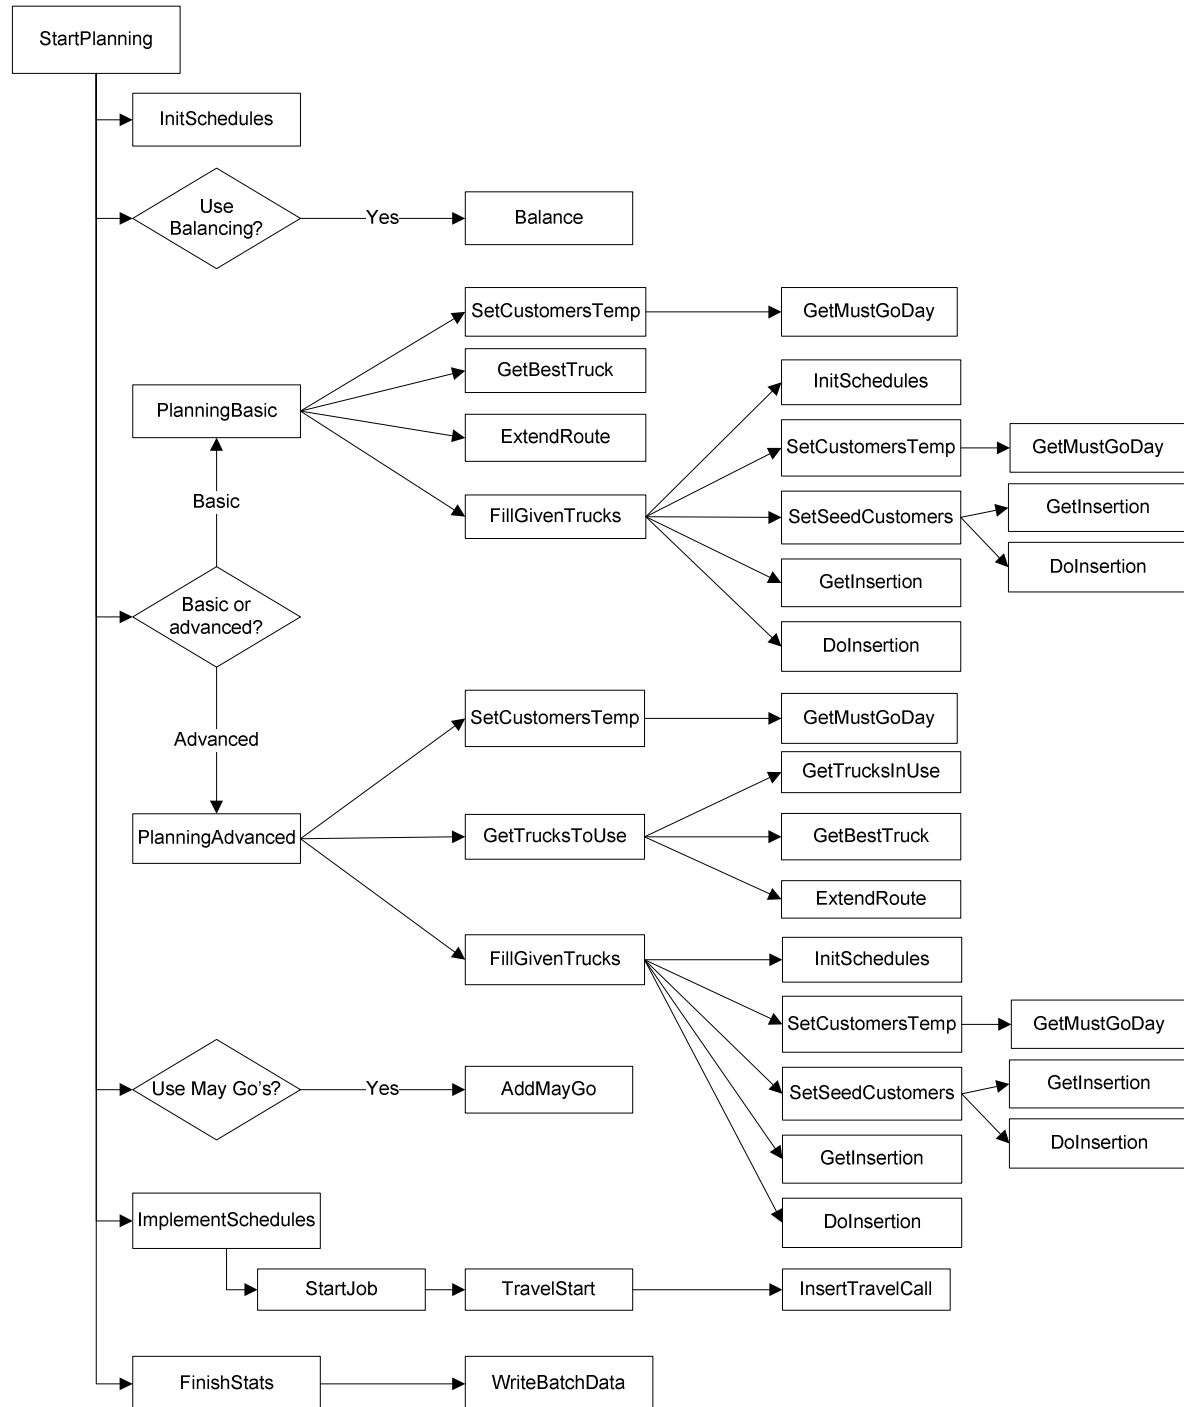 StartPlanning
InitSchedules
Use
Balancing?
Yes
Balance
SetCustomersTemp
GetMustGoDay
GetBestTruck
InitSchedules
PlanningBasic
ExtendRoute
SetCustomersTemp
GetMustGoDay
Basic
FillGivenTrucks
SetSeedCustomers
GetInsertion
DoInsertion
GetInsertion
Basic or
advanced?
DoInsertion
SetCustomersTemp
GetMustGoDay
Advanced
GetTrucksInUse
PlanningAdvanced
GetTrucksToUse
GetBestTruck
ExtendRoute
FillGivenTrucks
InitSchedules
SetCustomersTemp
GetMustGoDay
Use May Go's?
Yes
AddMayGo
SetSeedCustomers
GetInsertion
DoInsertion
GetInsertion
ImplementSchedules
DoInsertion
StartJob
TravelStart
InsertTravelCall
FinishStats
WriteBatchData